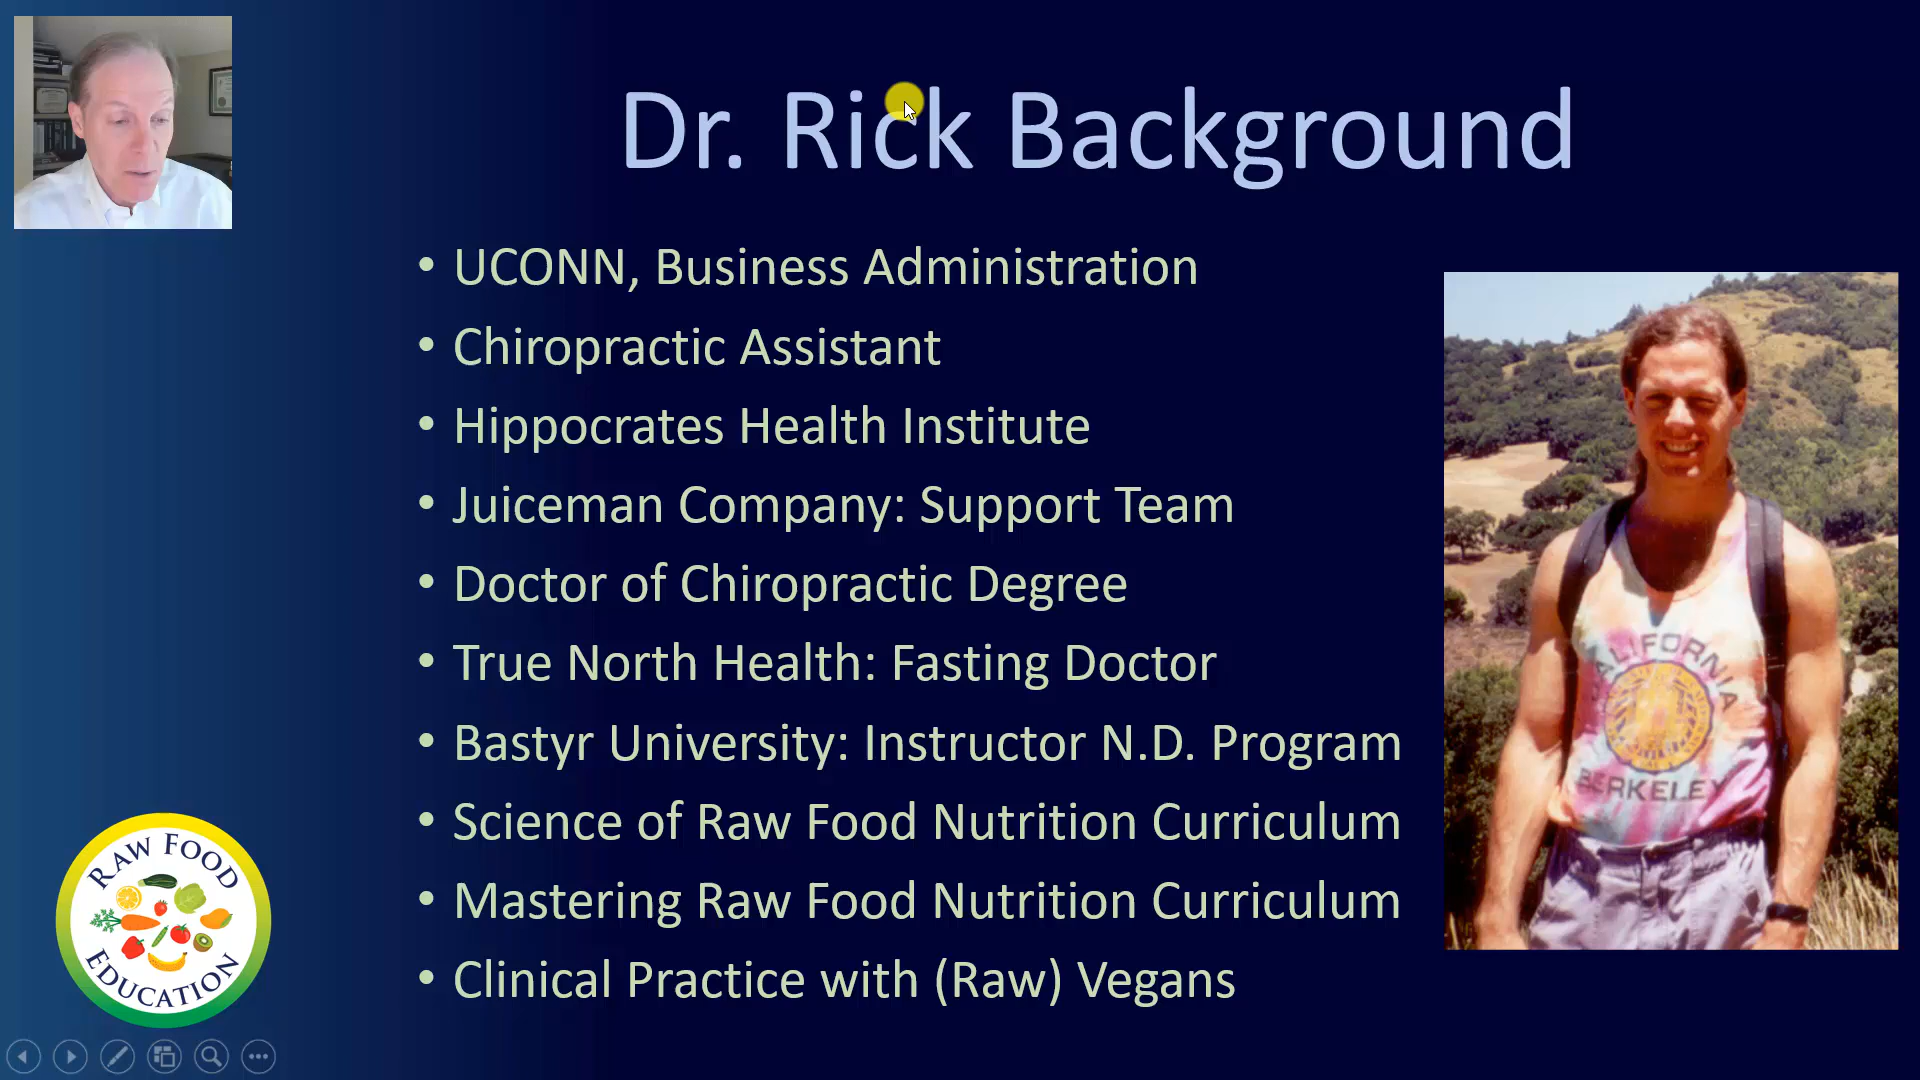 Dr. Rick Background
• UCONN, Business Administration
• Chiropractic Assistant
• Hippocrates Health Institute
• Juiceman Company: Support Team
• Doctor of Chiropractic Degree
• True North Health: Fasting Doctor
• Bastyr University: Instructor N.D. Program
• Science of Raw Food Nutrition Curriculum
• Mastering Raw Food Nutrition Curriculum
• Clinical Practice with (Raw) Vegans
CALIFORNIA
BERKELEY
RAW FOOD
EDUCATION